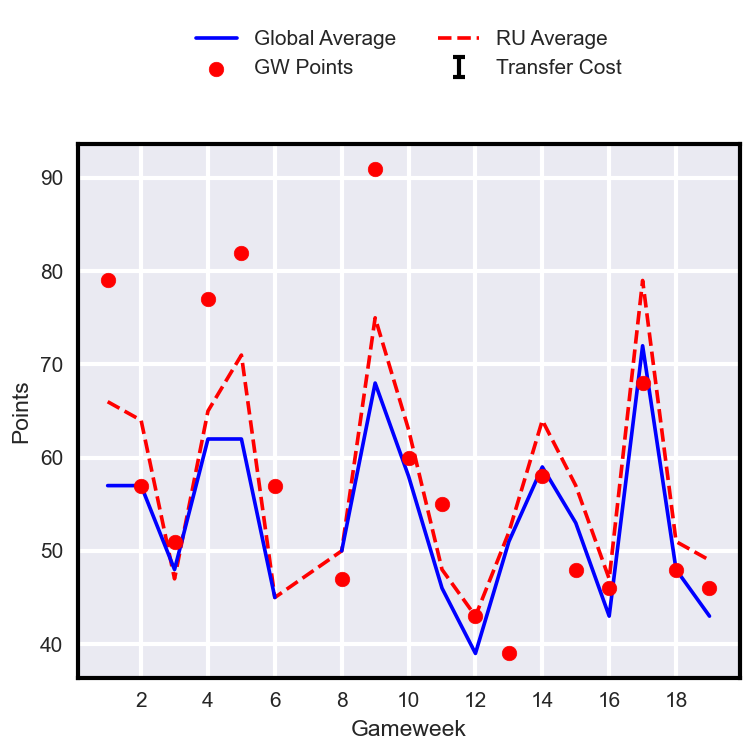 Global Average
RU Average
GW Points
Transfer Cost
90
80
70
60
50
40
Points
2 4 6 8 10 12 14 16 18
Gameweek